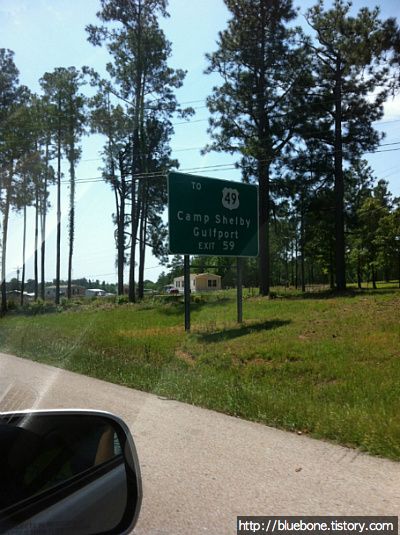 TO 49
Camp Shelby
Gulfport
EXIT 59
http://bluebone.tistory.com